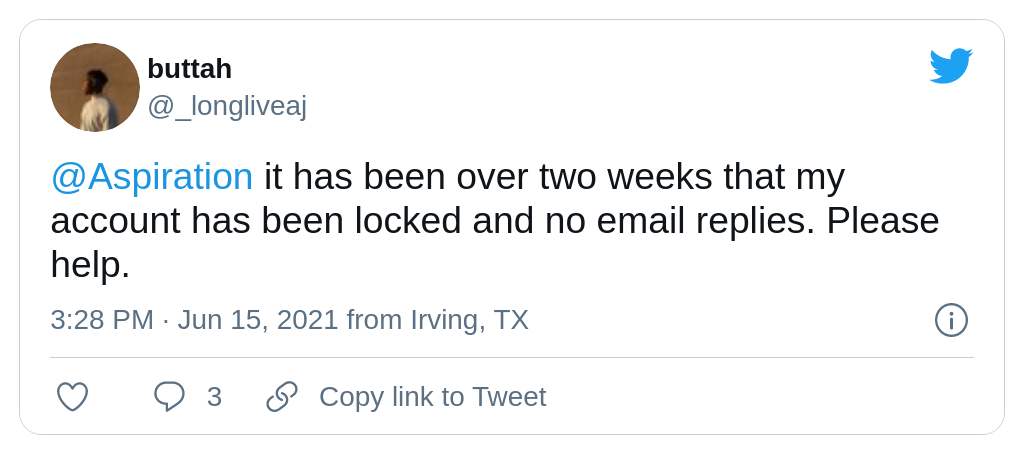 buttah
@_longliveaj
@Aspiration it has been over two weeks that my
account has been locked and no email replies. Please
help.
3:28 PM · Jun 15, 2021 from Irving, TX
3 Copy link to Tweet